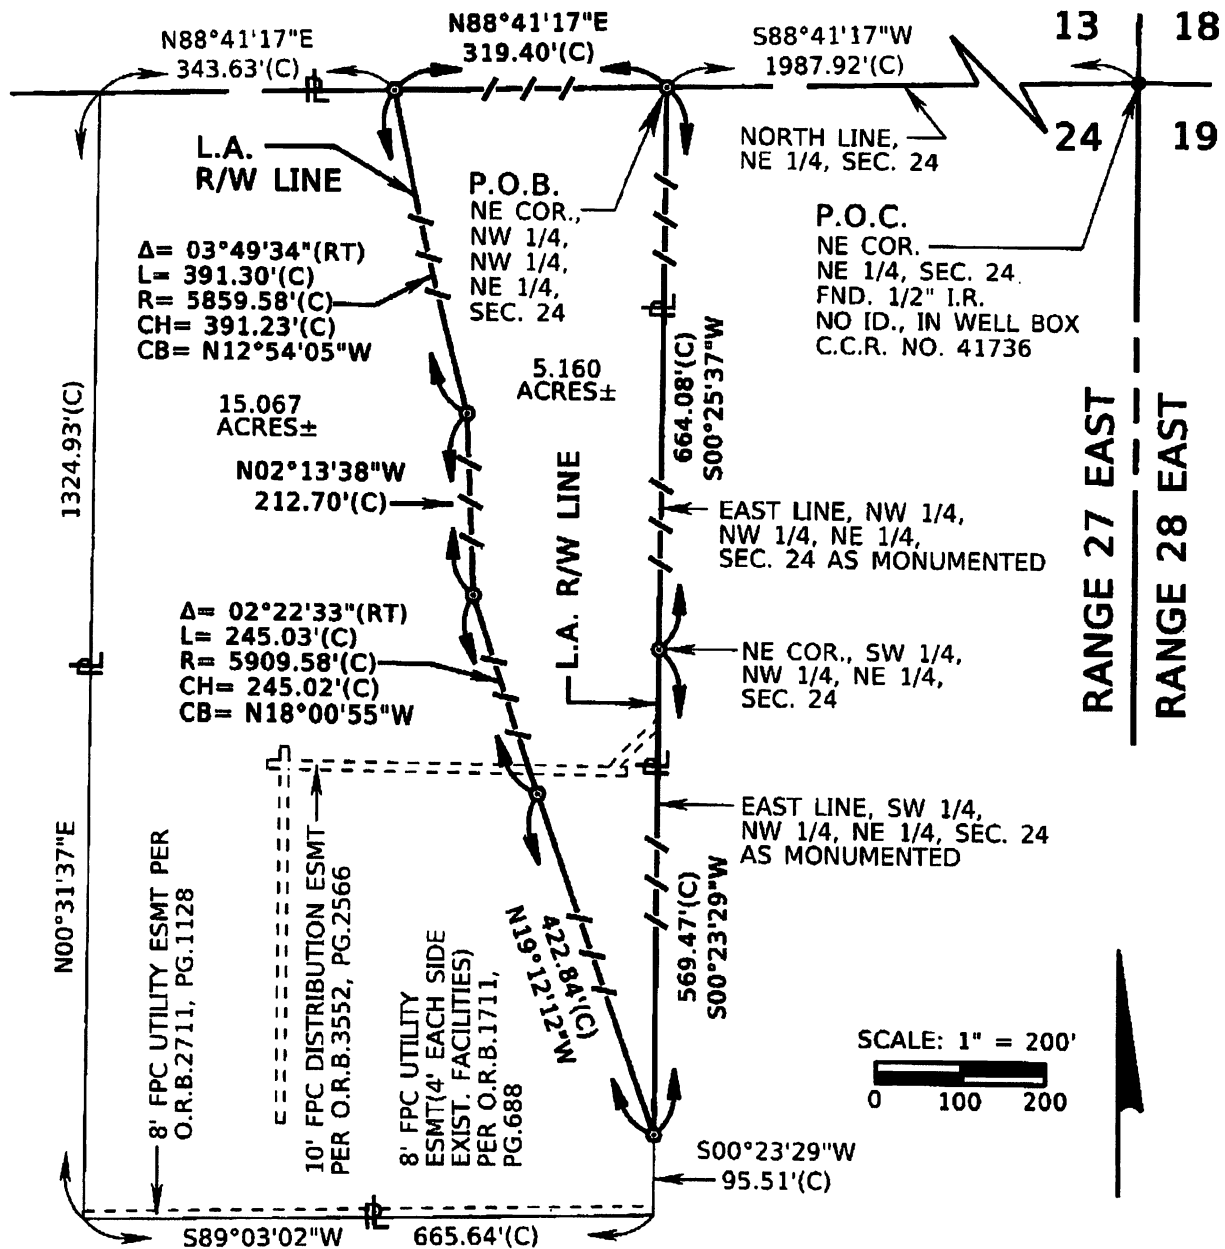 N88°41'17"E
343.63'(C)
N88°41'17"E
319.40'(C)
S88°41'17"W
1987.92'(C)
13
18
24
19
PL
NORTH LINE,
NE 1/4, SEC. 24
L.A.
R/W LINE
P.O.B.
NE COR.,
NW 1/4,
NW 1/4,
NE 1/4,
SEC. 24
P.O.C.
NE COR.
NE 1/4, SEC. 24
FND. 1/2" I.R.
NO ID., IN WELL BOX
C.C.R. NO. 41736
Δ= 03°49'34"(RT)
L= 391.30'(C)
R= 5859.58'(C)
CH= 391.23'(C)
CB= N12°54'05"W
PL
5.160
ACRES±
15.067
ACRES±
664.08'(C)
S00°25'37"W
RANGE 27 EAST
RANGE 28 EAST
1324.93'(C)
N02°13'38"W
212.70'(C)
L.A. R/W LINE
EAST LINE, NW 1/4,
NW 1/4, NE 1/4,
SEC. 24 AS MONUMENTED
Δ= 02°22'33"(RT)
L= 245.03'(C)
R= 5909.58'(C)
CH= 245.02'(C)
CB= N18°00'55"W
PL
NE COR., SW 1/4,
NW 1/4, NE 1/4,
SEC. 24
PL
EAST LINE, SW 1/4,
NW 1/4, NE 1/4, SEC. 24
AS MONUMENTED
N00°31'37"E
8' FPC UTILITY ESMT PER
O.R.B.2711, PG.1128
10' FPC DISTRIBUTION ESMT
PER O.R.B.3552, PG.2566
8' FPC UTILITY
ESMT(4' EACH SIDE
EXIST. FACILITIES)
PER O.R.B.1711,
PG.688
422.84'(C)
N19°12'12"W
569.47'(C)
S00°23'29"W
SCALE: 1" = 200'
0 100 200
S00°23'29"W
95.51'(C)
PL
S89°03'02"W
665.64'(C)